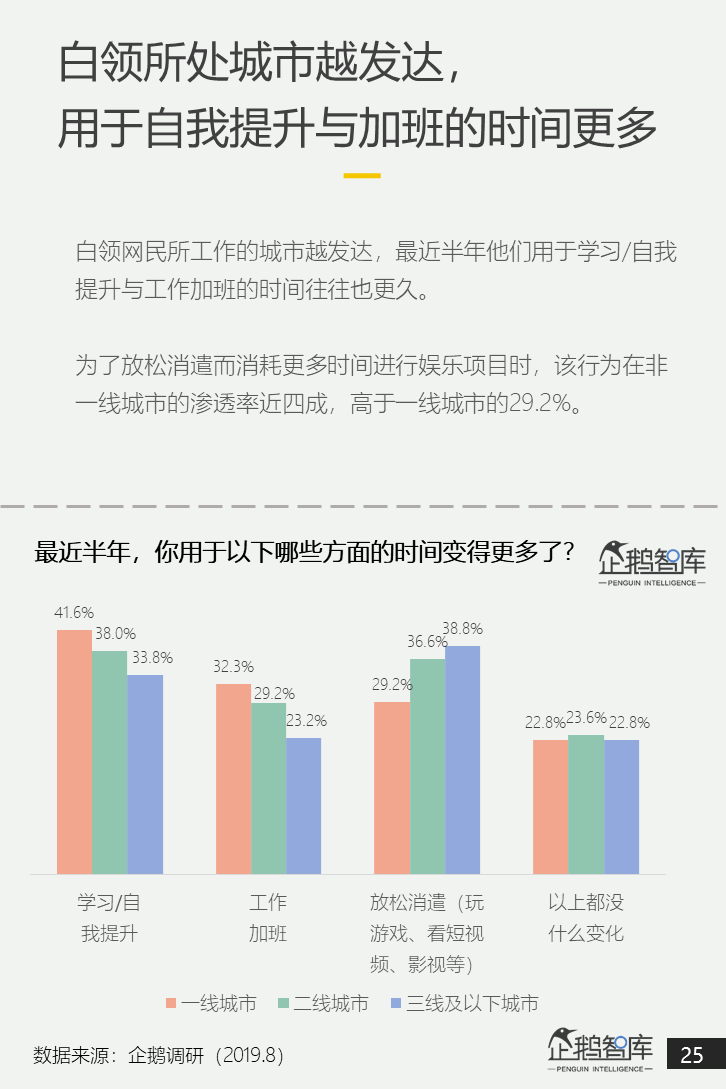 白领所处城市越发达，
用于自我提升与加班的时间更多
白领网民所工作的城市越发达，最近半年他们用于学习/自我
提升与工作加班的时间往往也更久。
为了放松消遣而消耗更多时间进行娱乐项目时，该行为在非
一线城市的渗透率近四成，高于一线城市的29.2%。
最近半年，你用于以下哪些方面的时间变得更多了？
企鹅智库
PENGUIN INTELLIGENCE
41.6%
38.0%
33.8%
32.3%
29.2%
23.2%
29.2%
36.6%
38.8%
22.8%
23.6%
22.8%
学习/自
我提升
工作
加班
放松消遣（玩
游戏、看短视
频、影视等）
以上都没
什么变化
一线城市 二线城市 三线及以下城市
数据来源：企鹅调研（2019.8）
企鹅智库
PENGUIN INTELLIGENCE
25